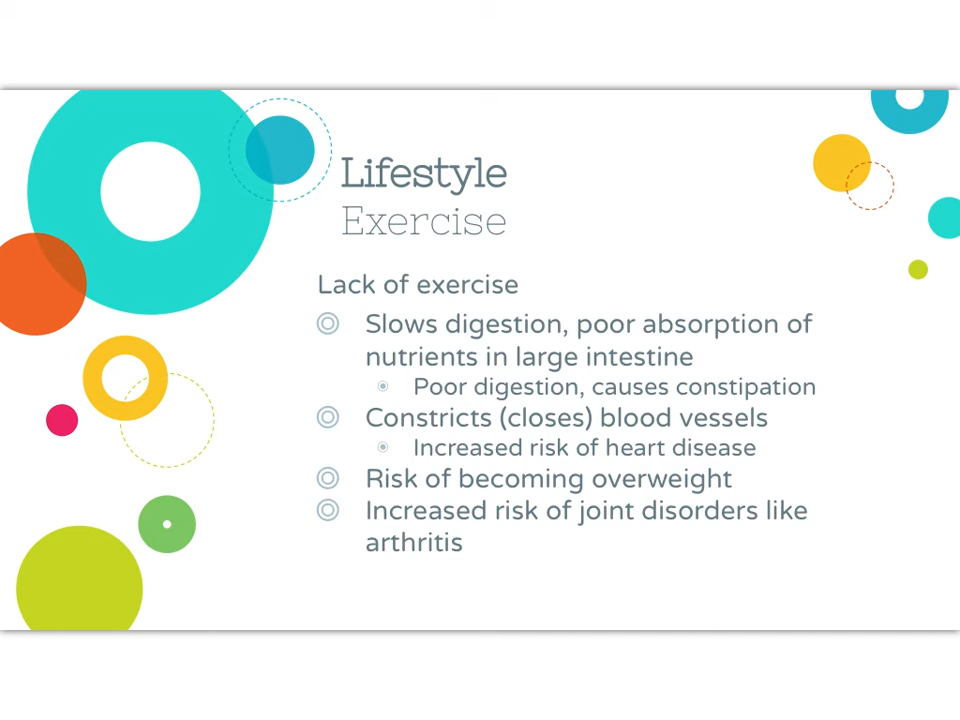 Lifestyle
Exercise
Lack of exercise
Slows digestion, poor absorption of
nutrients in large intestine
Poor digestion, causes constipation
Constricts (closes) blood vessels
Increased risk of heart disease
Risk of becoming overweight
Increased risk of joint disorders like
arthritis